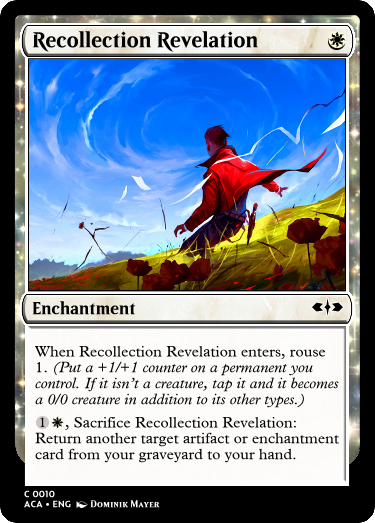 Recollection Revelation
Enchantment
When Recollection Revelation enters, rouse
1. (Put a +1/+1 counter on a permanent you
control. If it isn't a creature, tap it and it becomes
a 0/0 creature in addition to its other types.)
1, Sacrifice Recollection Revelation:
Return another target artifact or enchantment
card from your graveyard to your hand.
C 0010
ACA • ENG Dominik Mayer